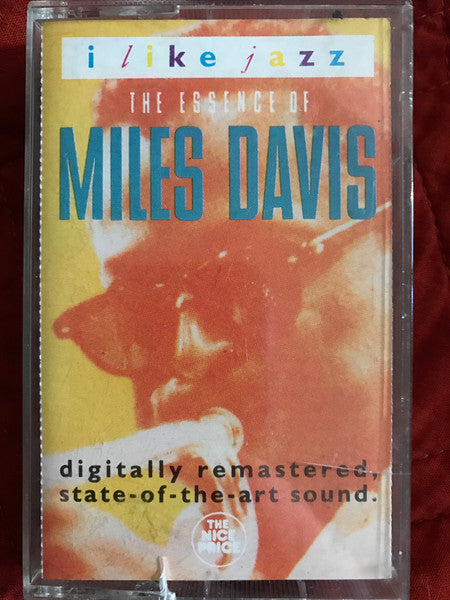 i like jazz
THE ESSENCE OF
MILES DAVIS
digitally remastered,
state-of-the-art sound.
THE
NICE
PRICE